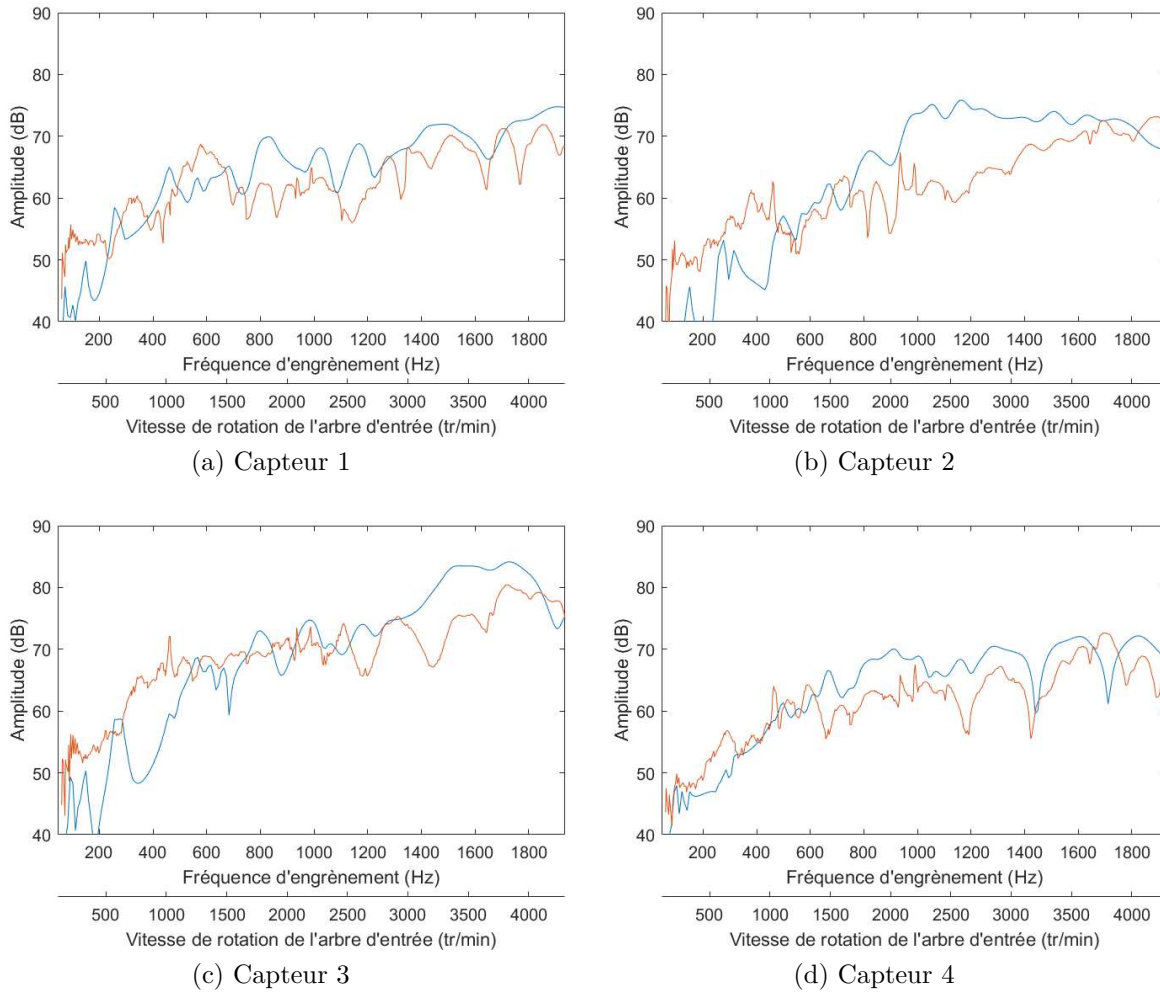 90
80
70
60
50
40
Amplitude (dB)
200 400 600 800 1000 1200 1400 1600 1800
Fréquence d'engrènement (Hz)
500 1000 1500 2000 2500 3000 3500 4000
Vitesse de rotation de l'arbre d'entrée (tr/min)
(a) Capteur 1
90
80
70
60
50
40
Amplitude (dB)
200 400 600 800 1000 1200 1400 1600 1800
Fréquence d'engrènement (Hz)
500 1000 1500 2000 2500 3000 3500 4000
Vitesse de rotation de l'arbre d'entrée (tr/min)
(b) Capteur 2
90
80
70
60
50
40
Amplitude (dB)
200 400 600 800 1000 1200 1400 1600 1800
Fréquence d'engrènement (Hz)
500 1000 1500 2000 2500 3000 3500 4000
Vitesse de rotation de l'arbre d'entrée (tr/min)
(c) Capteur 3
90
80
70
60
50
40
Amplitude (dB)
200 400 600 800 1000 1200 1400 1600 1800
Fréquence d'engrènement (Hz)
500 1000 1500 2000 2500 3000 3500 4000
Vitesse de rotation de l'arbre d'entrée (tr/min)
(d) Capteur 4